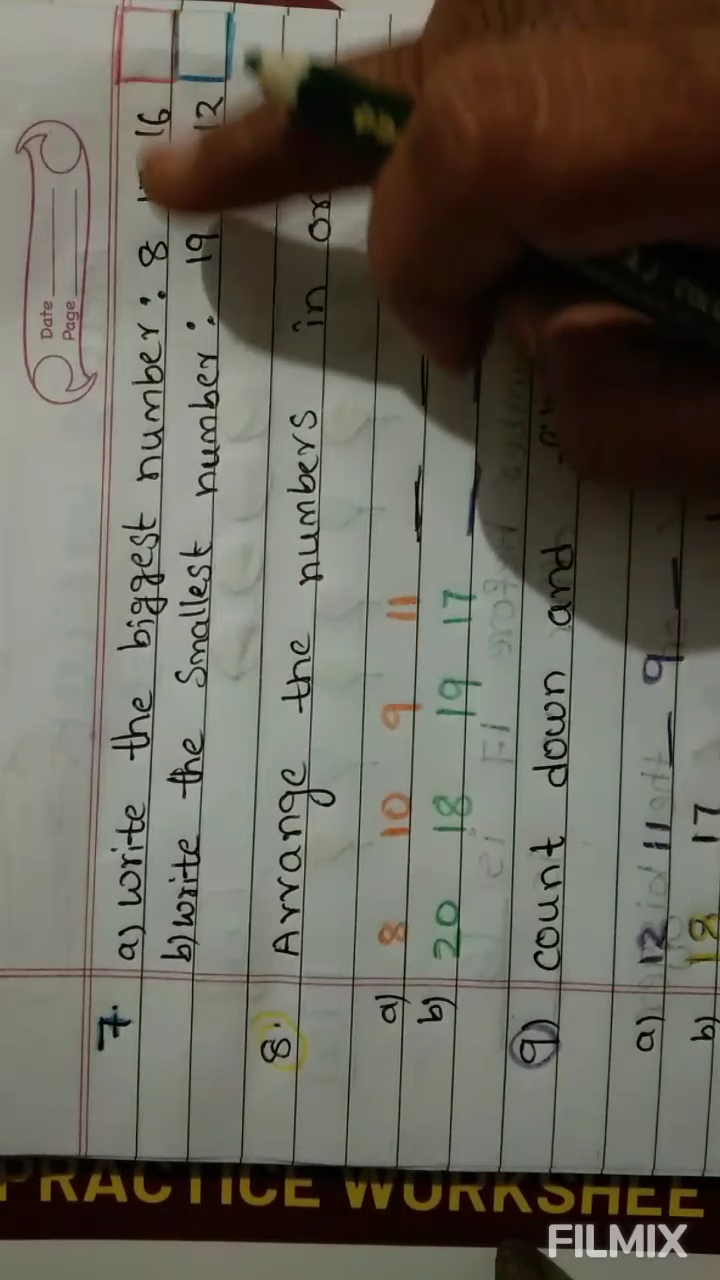 Date
Page
7. a) write the biggest number: 8 16
b) write the Smallest number: 19 12
8. Arrange the numbers in
a) 8 10 9 11
b) 20 18 19 17
9) count down and
a) 12 11 _ 9 _
b) 18 17
PRACTICE WORKSHEE
FILMIX